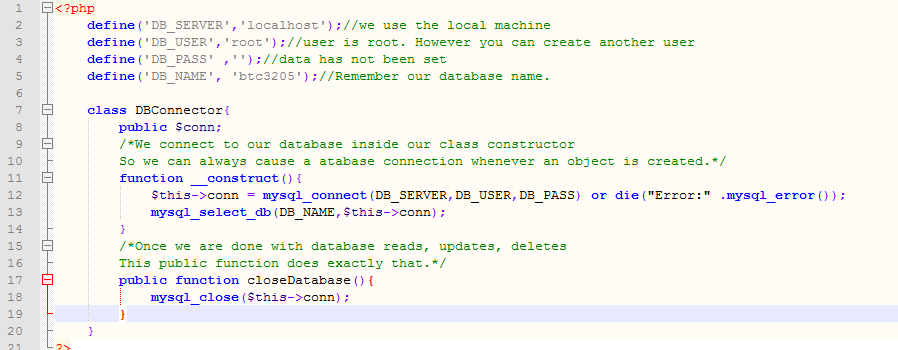 1 <?php
2 define('DB_SERVER','localhost');//we use the local machine
3 define('DB_USER','root');//user is root. However you can create another user
4 define('DB_PASS' ,'');//data has not been set
5 define('DB_NAME', 'btc3205');//Remember our database name.
6
7 class DBConnector{
8 public $conn;
9 /*We connect to our database inside our class constructor
10 So we can always cause a atabase connection whenever an object is created.*/
11 function __construct(){
12 $this->conn = mysql_connect(DB_SERVER,DB_USER,DB_PASS) or die("Error:" .mysql_error());
13 mysql_select_db(DB_NAME,$this->conn);
14 }
15 /*Once we are done with database reads, updates, deletes
16 This public function does exactly that.*/
17 public function closeDatabase(){
18 mysql_close($this->conn);
19 }
20 }
21 ?>